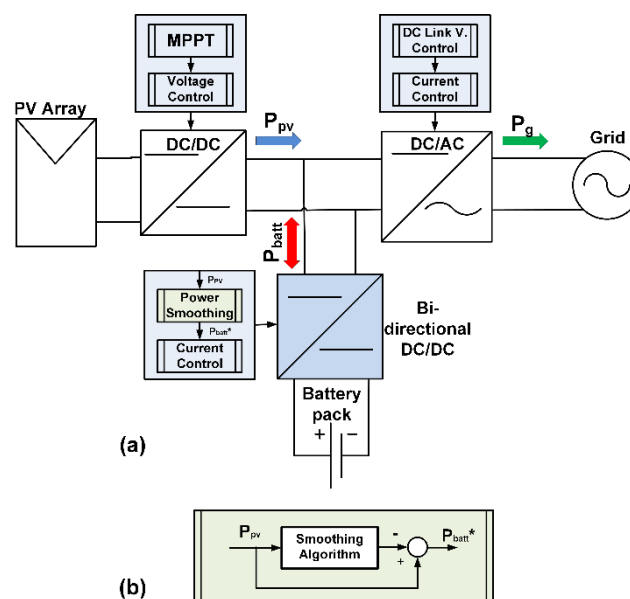 MPPT
Voltage
Control
DC Link V.
Control
Current
Control
PV Array
DC/DC
Ppv
DC/AC
Pg
Grid
Pbatt
PPV
Power
Smoothing
Pbatt*
Current
Control
Bi-
directional
DC/DC
Battery
pack
+ −
(a)
Ppv
Smoothing
Algorithm
-
+
Pbatt*
(b)